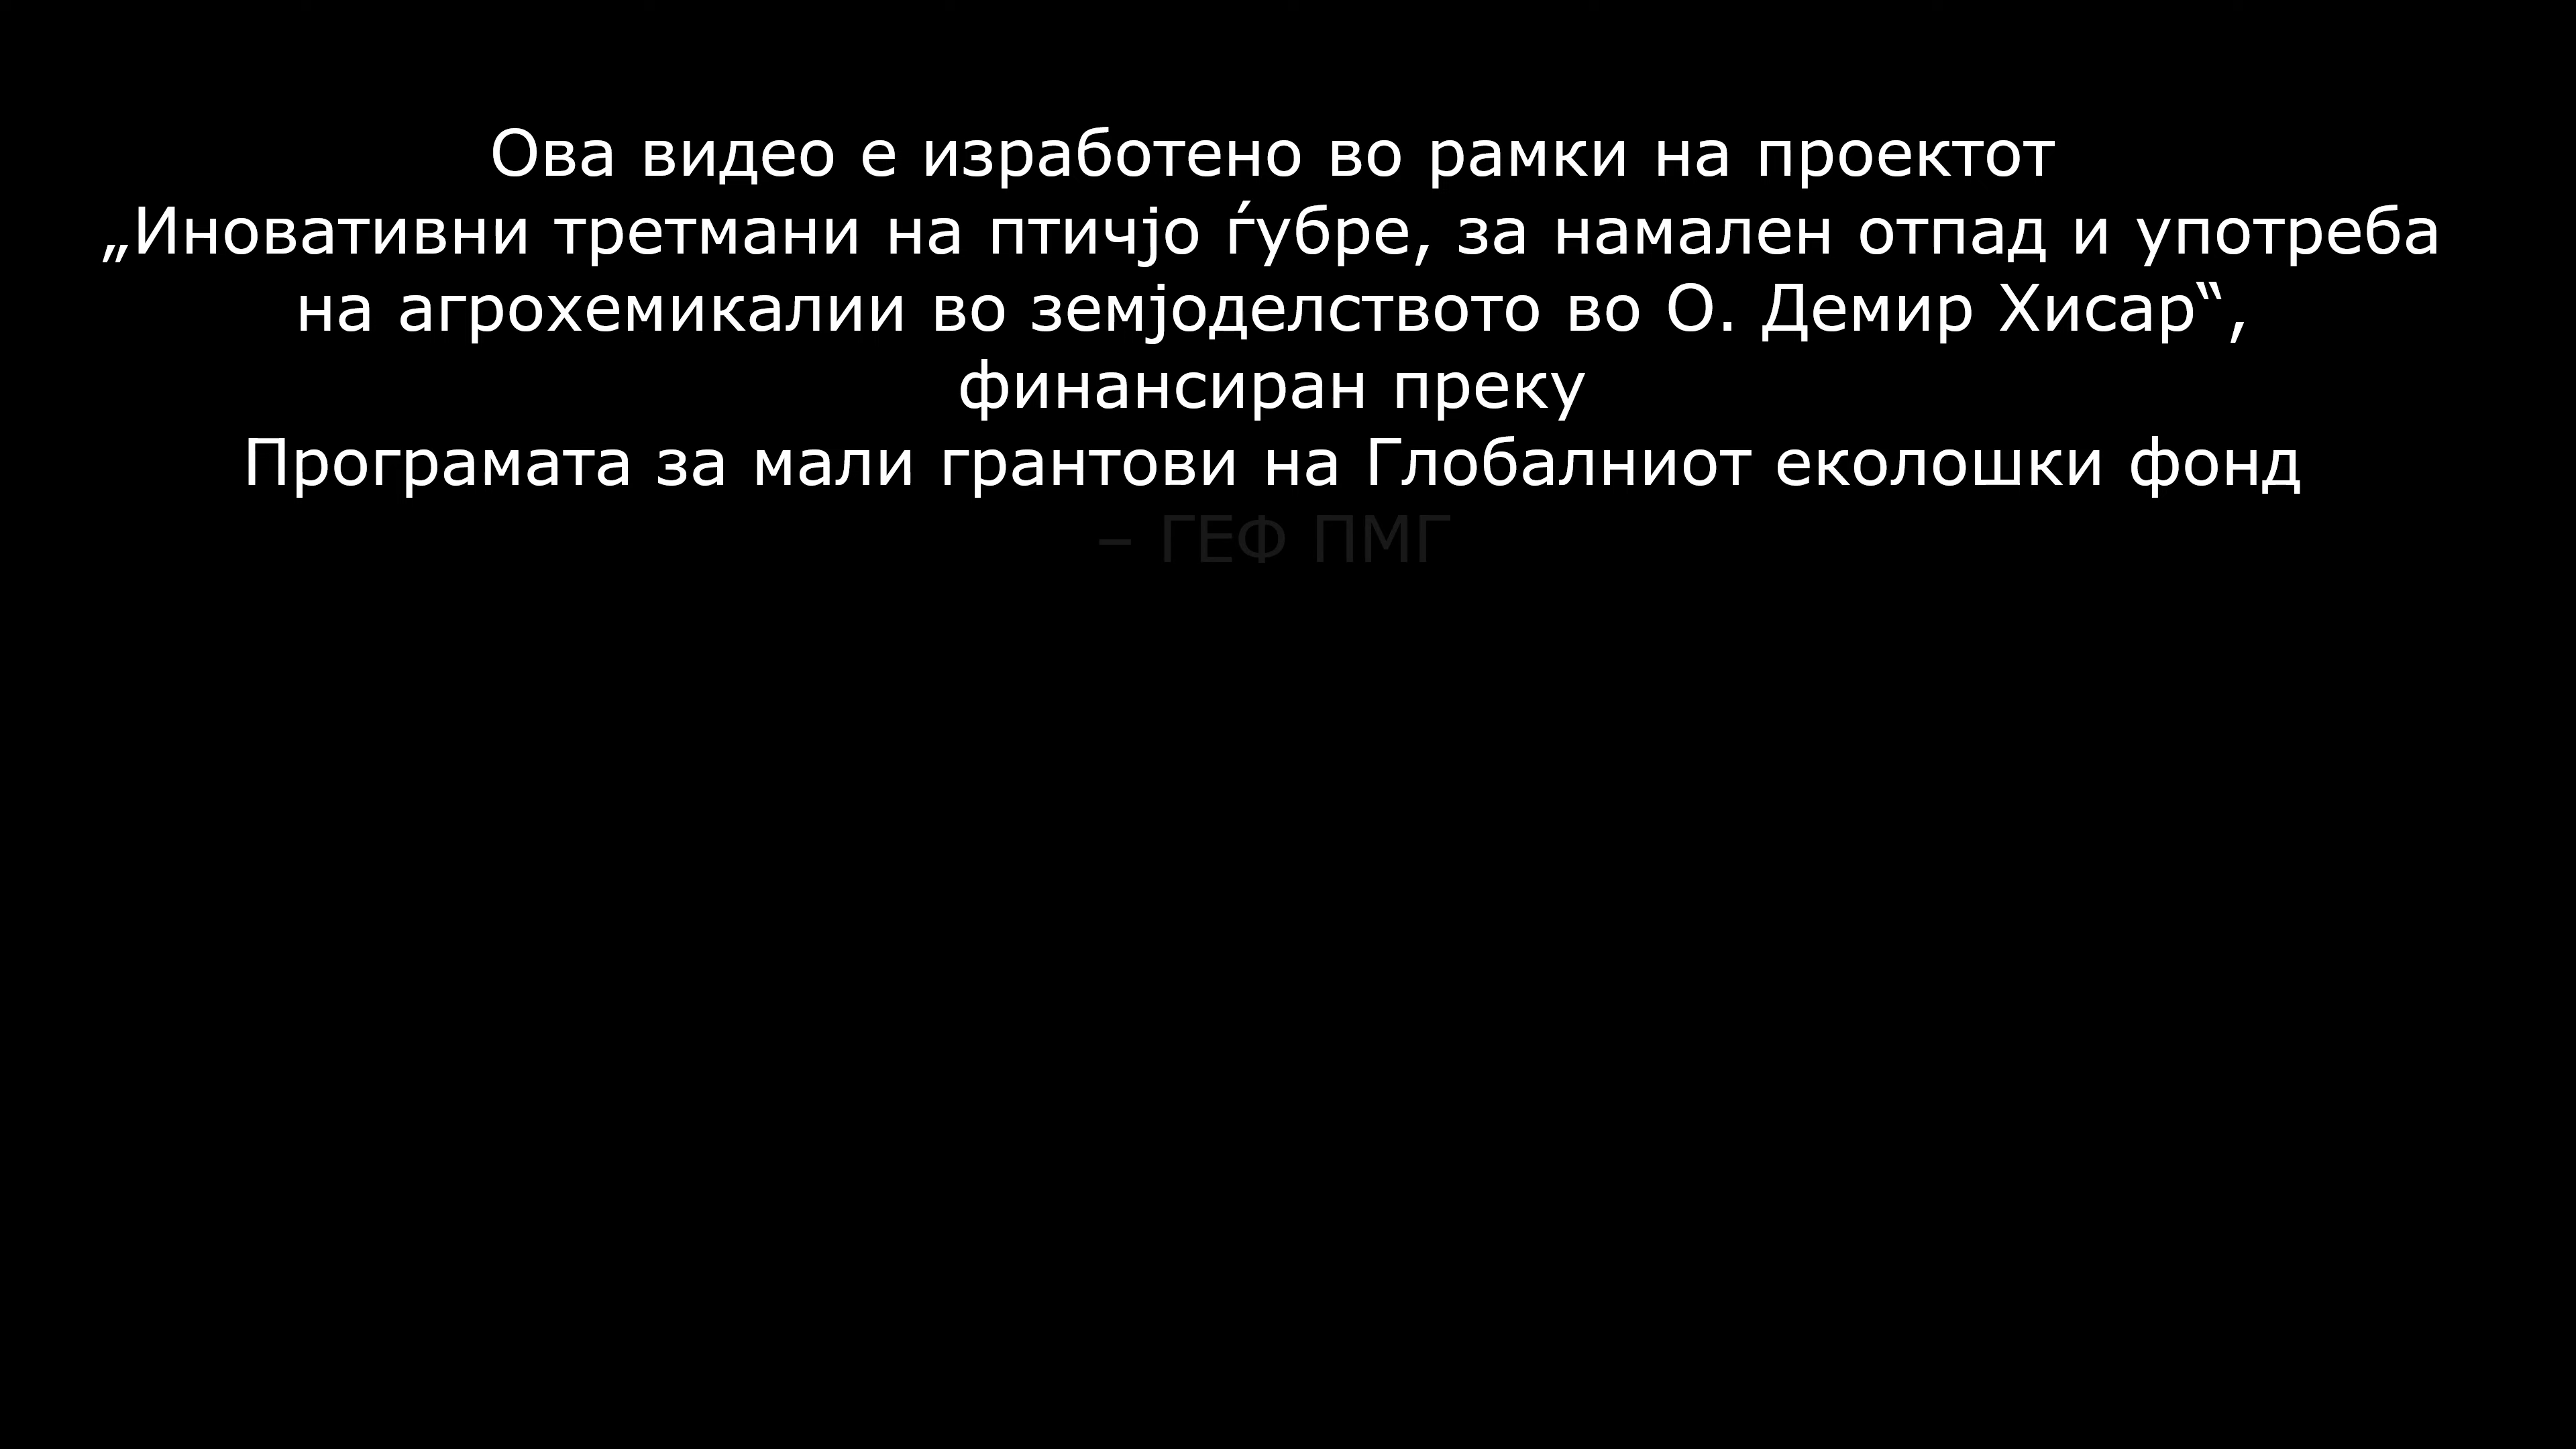 Ова видео е изработено во рамки на проектот
„Иновативни третмани на птичјо ѓубре, за намален отпад и употреба
на агрохемикалии во земјоделството во О. Демир Хисар“,
финансиран преку
Програмата за мали грантови на Глобалниот еколошки фонд
– ГЕФ ПМГ